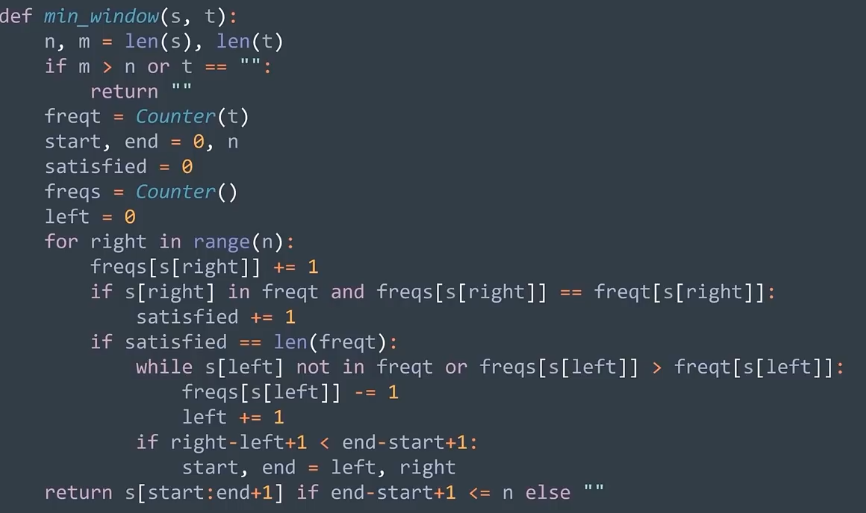 def min_window(s, t):
    n, m = len(s), len(t)
    if m > n or t == "":
        return ""
    freqt = Counter(t)
    start, end = 0, n
    satisfied = 0
    freqs = Counter()
    left = 0
    for right in range(n):
        freqs[s[right]] += 1
        if s[right] in freqt and freqs[s[right]] == freqt[s[right]]:
            satisfied += 1
        if satisfied == len(freqt):
            while s[left] not in freqt or freqs[s[left]] > freqt[s[left]]:
                freqs[s[left]] -= 1
                left += 1
            if right-left+1 < end-start+1:
                start, end = left, right
    return s[start:end+1] if end-start+1 <= n else ""